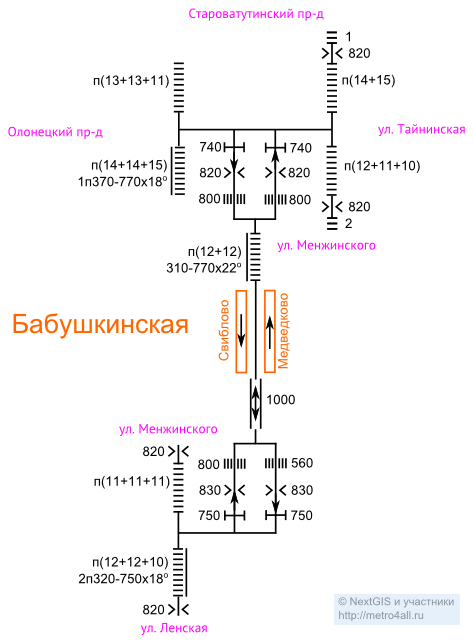 Староватутинский пр-д
1
820
п(13+13+11)
п(14+15)
Олонецкий пр-д
ул. Тайнинская
740
740
п(14+14+15)
1п370-770х18°
820
820
п(12+11+10)
800
800
820
2
ул. Менжинского
п(12+12)
310-770х22°
Бабушкинская
Свиблово
Медведково
1000
ул. Менжинского
820
800
560
п(11+11+11)
830
830
750
750
п(12+12+10)
2п320-750х18°
820
ул. Ленская
© NextGIS и участники
http://metro4all.ru